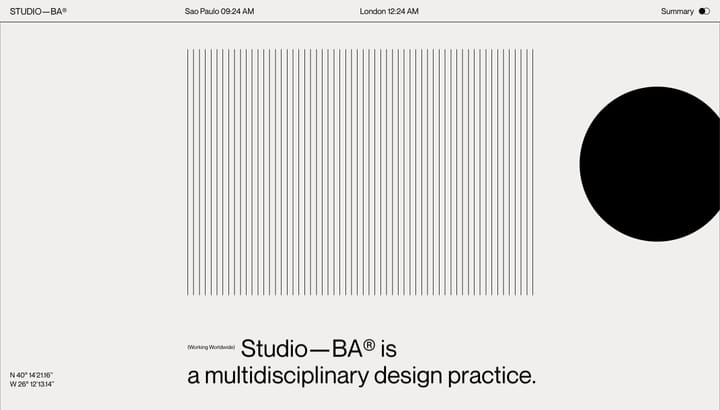 STUDIO—BA®
Sao Paulo 09:24 AM
London 12:24 AM
Summary
(Working Worldwide) Studio—BA® is
a multidisciplinary design practice.
N 40° 14'21.16"
W 26° 12'13.14"